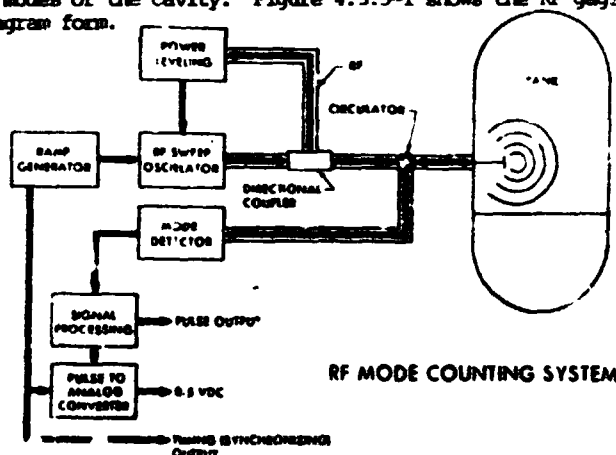 modes of the cavity. Figure 4.3.3-1 shows the RF
diagram form.
POWER
LEVELING
RF
CIRCULATOR
TANK
RAMP
GENERATOR
RF SWEEP
OSCILLATOR
DIRECTIONAL
COUPLER
MODE
DETECTOR
SIGNAL
PROCESSING
PULSE OUTPUT
PULSE TO
ANALOG
CONVERTER
0.5 VDC
RF MODE COUNTING SYSTEM
TIMING (SYNCHRONIZING)
OUTPUT